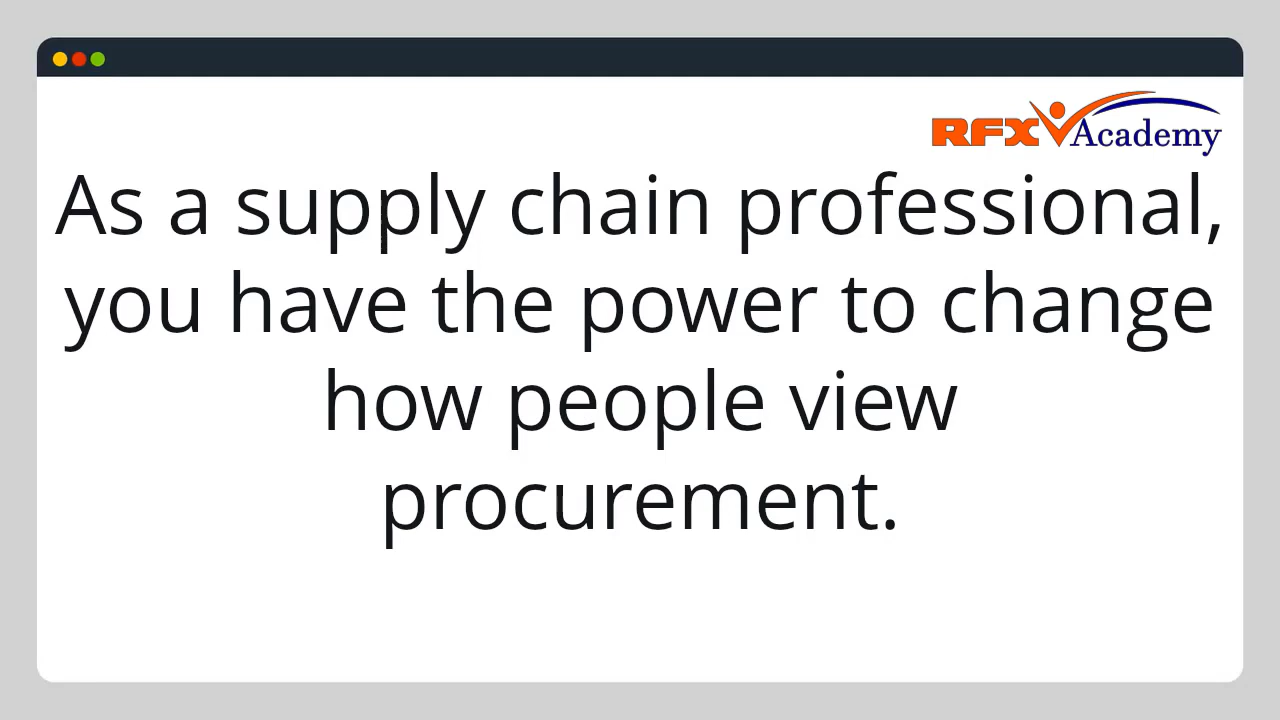 RFX Academy
As a supply chain professional,
you have the power to change
how people view
procurement.